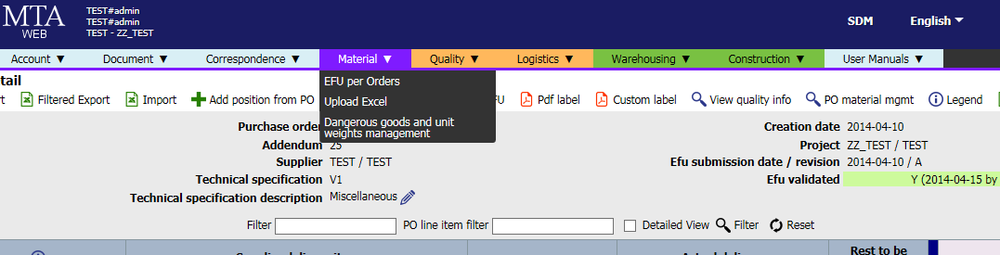 MTA
WEB
TEST#admin
TEST#admin
TEST - ZZ_TEST
SDM
English
Account ▼ Document ▼ Correspondence ▼ Material ▼ Quality ▼ Logistics ▼ Warehousing ▼ Construction ▼ User Manuals ▼
EFU per Orders
Upload Excel
Dangerous goods and unit
weights management
tail
rt Filtered Export Import Add position from PO FU Pdf label Custom label View quality info PO material mgmt Legend
Purchase order Creation date 2014-04-10
Addendum 25 Project ZZ_TEST / TEST
Supplier TEST / TEST Efu submission date / revision 2014-04-10 / A
Technical specification V1 Efu validated Y (2014-04-15 by
Technical specification description Miscellaneous
Filter PO line item filter Detailed View Filter Reset
Rest to be